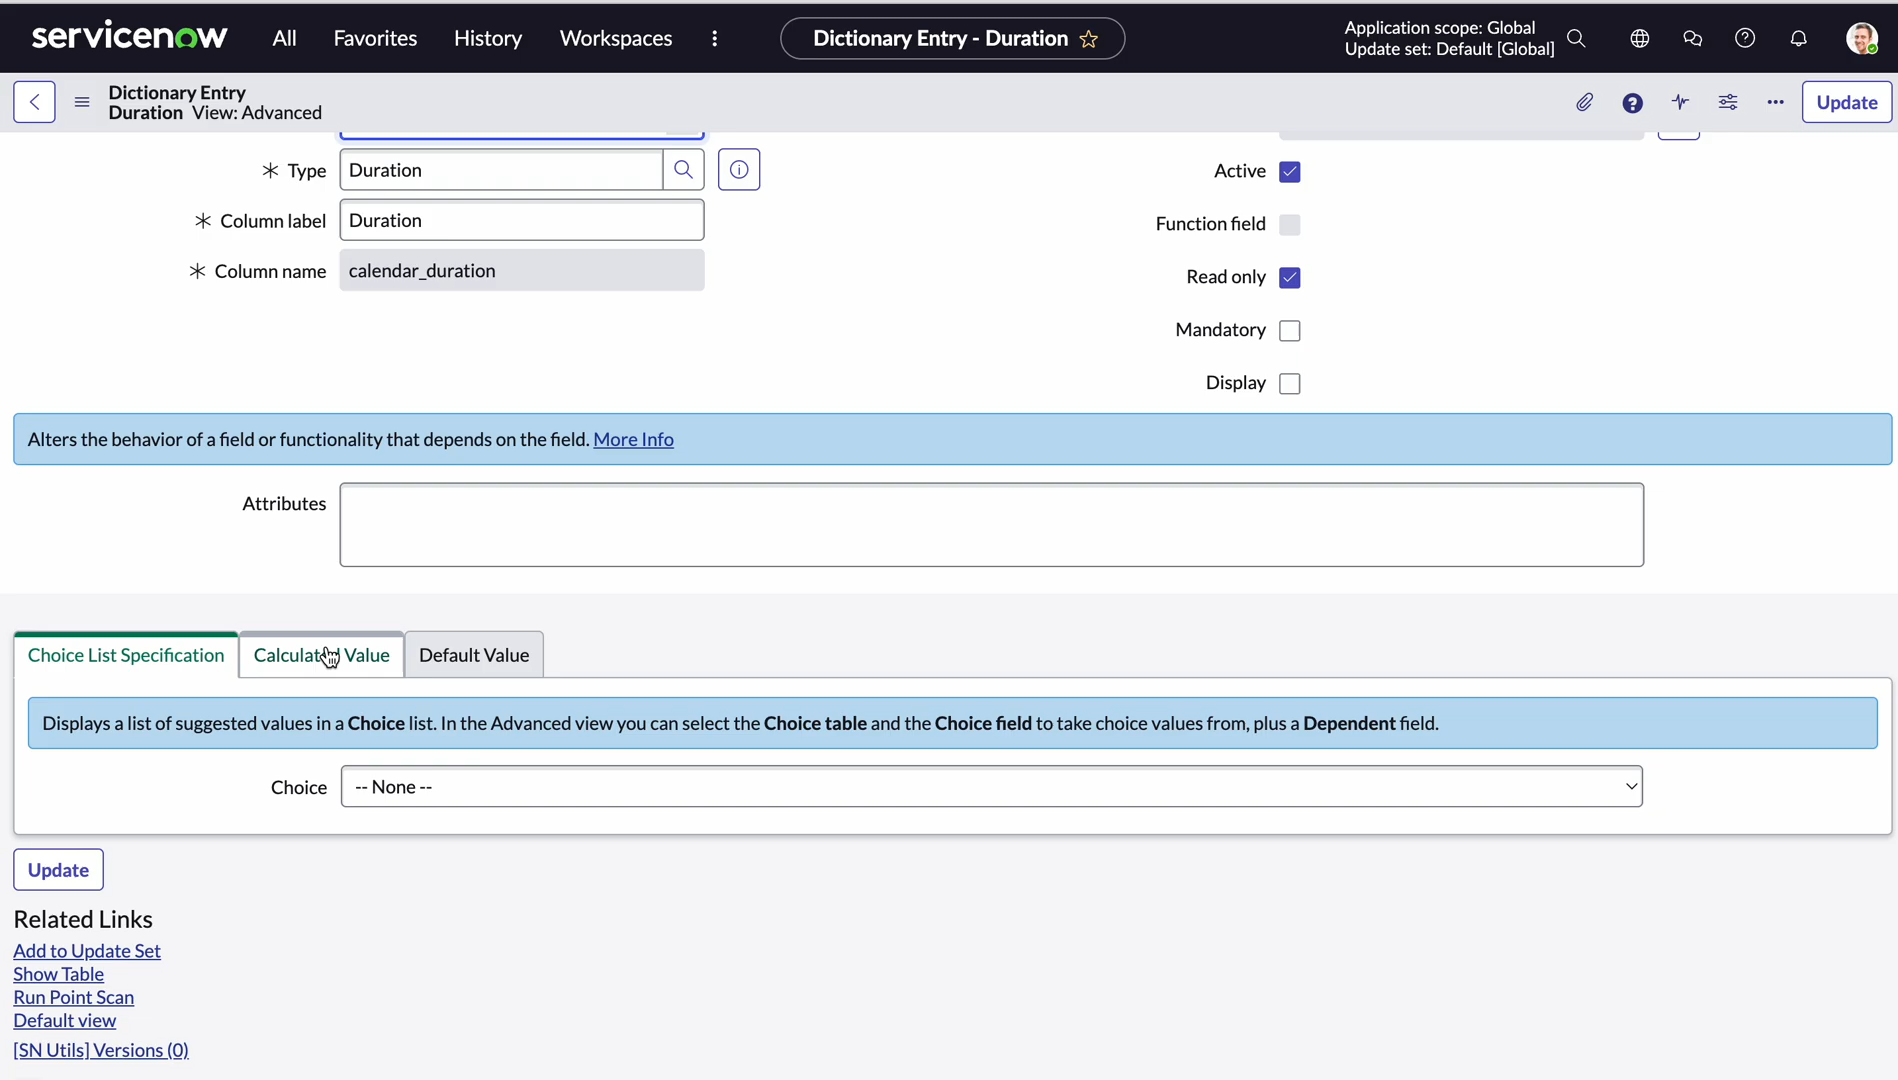 servicenow All Favorites History Workspaces Dictionary Entry - Duration Application scope: Global
Update set: Default [Global]
Dictionary Entry
Duration View: Advanced
Update
Type Duration
Active
Column label Duration
Function field
Column name calendar_duration
Read only
Mandatory
Display
Alters the behavior of a field or functionality that depends on the field. More Info
Attributes
Choice List Specification Calculated Value Default Value
Displays a list of suggested values in a Choice list. In the Advanced view you can select the Choice table and the Choice field to take choice values from, plus a Dependent field.
Choice -- None --
Update
Related Links
Add to Update Set
Show Table
Run Point Scan
Default view
[SN Utils] Versions (0)